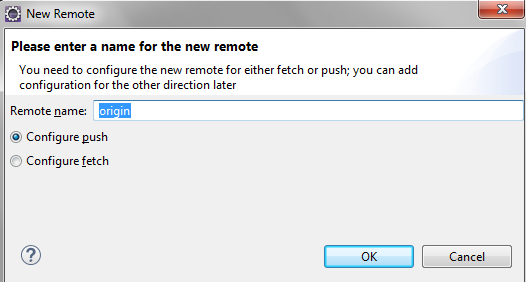 New Remote
Please enter a name for the new remote
You need to configure the new remote for either fetch or push; you can add
configuration for the other direction later
Remote name: origin
Configure push
Configure fetch
?
OK Cancel